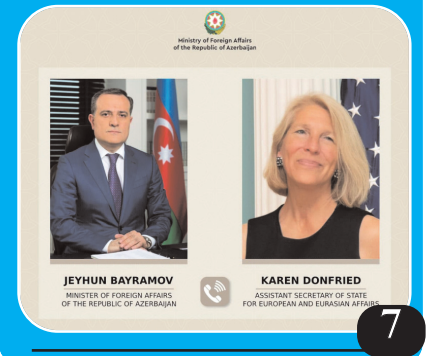 Ministry of Foreign Affairs
of the Republic of Azerbaijan
JEYHUN BAYRAMOV
MINISTER OF FOREIGN AFFAIRS
OF THE REPUBLIC OF AZERBAIJAN
KAREN DONFRIED
ASSISTANT SECRETARY OF STATE
FOR EUROPEAN AND EURASIAN AFFAIRS
7